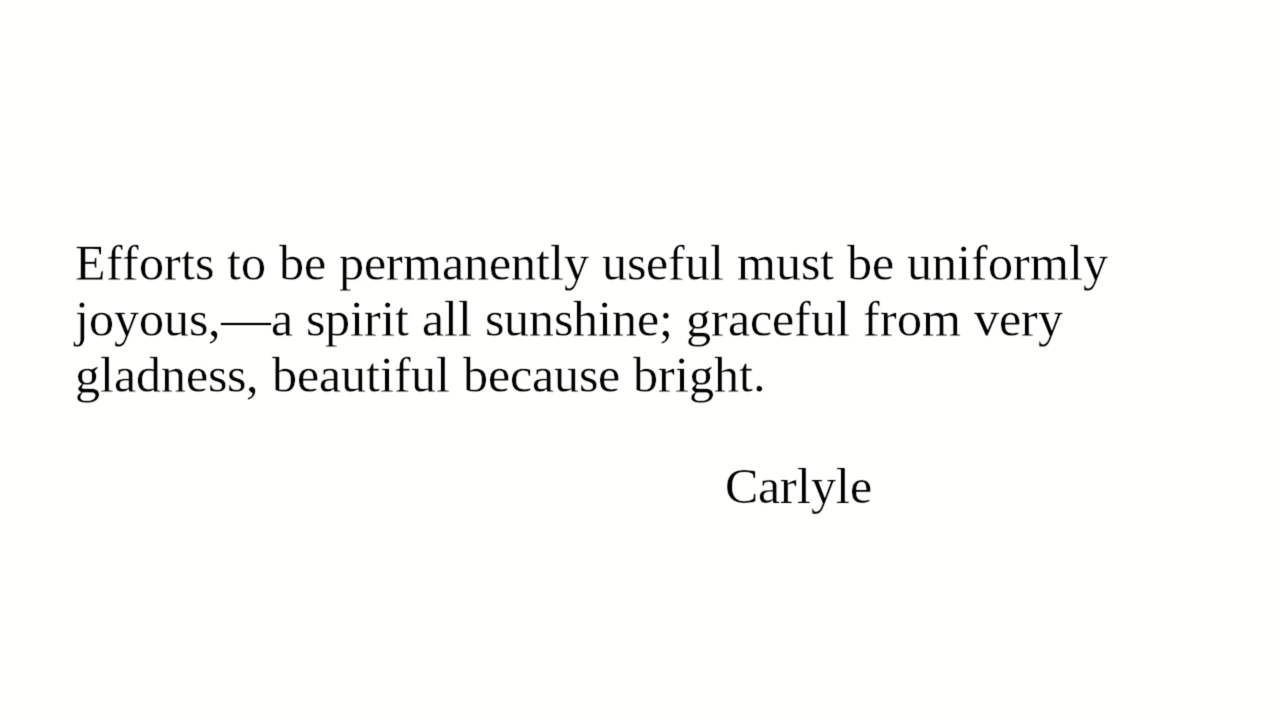 Efforts to be permanently useful must be uniformly
joyous,—a spirit all sunshine; graceful from very
gladness, beautiful because bright.
Carlyle